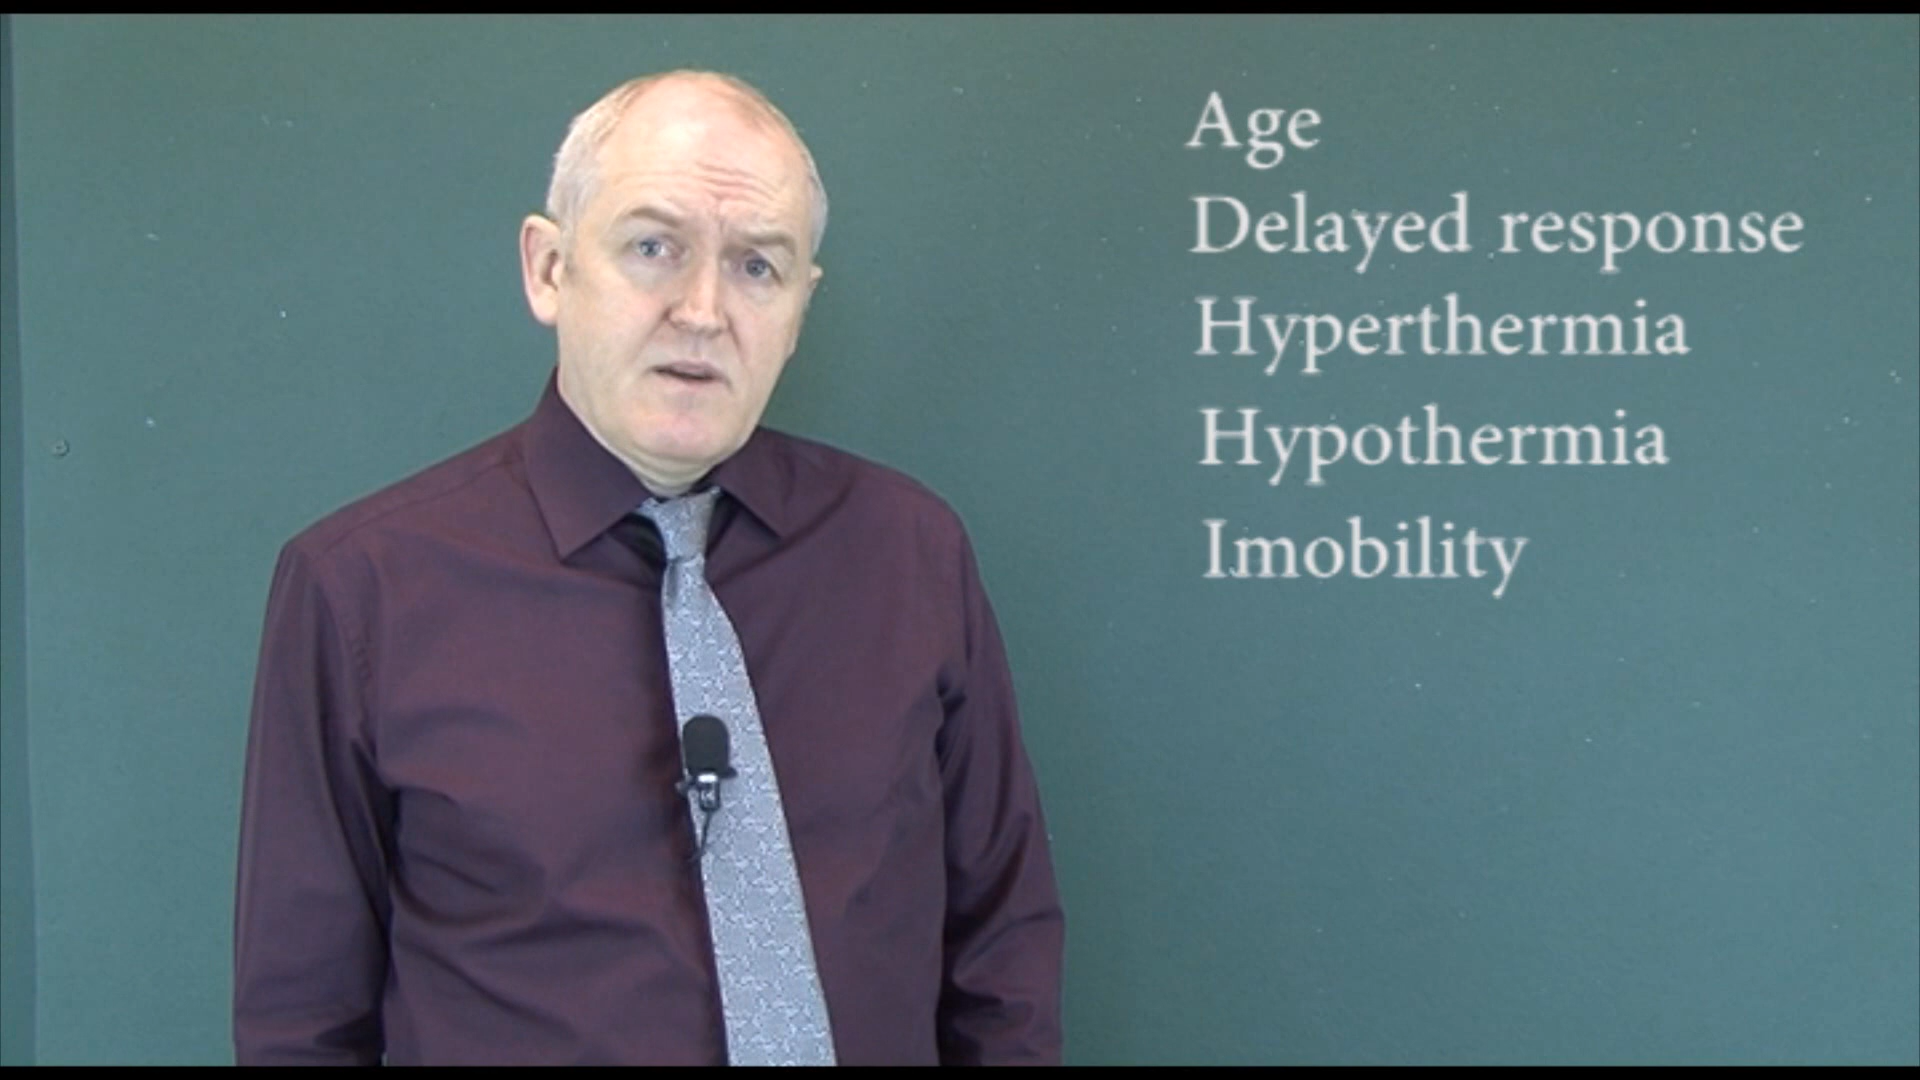 Age
Delayed response
Hyperthermia
Hypothermia
Imobility